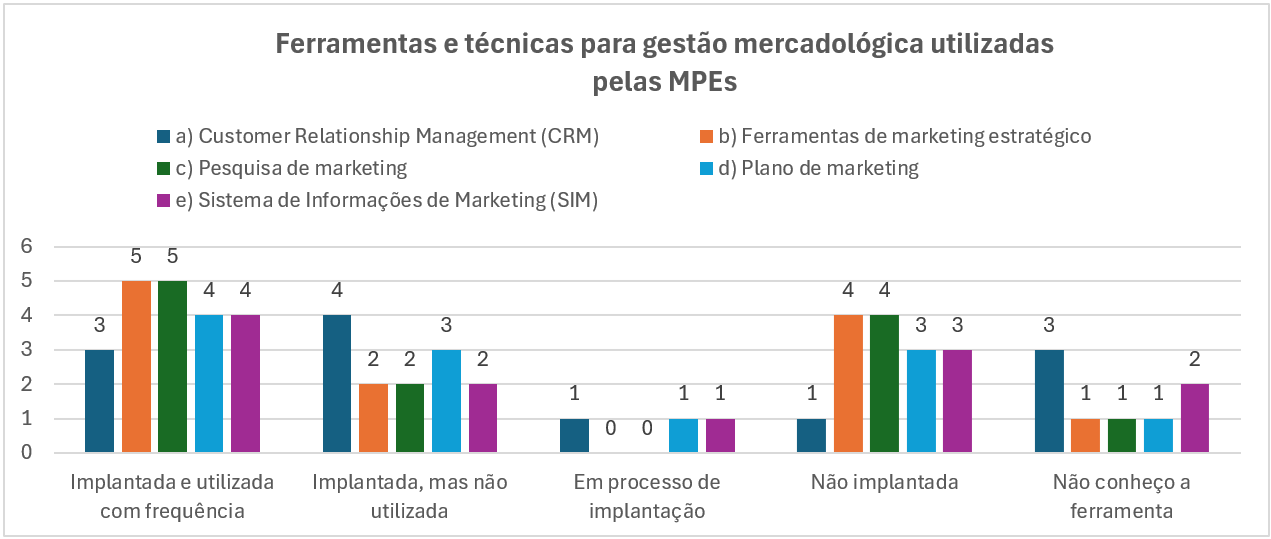 Ferramentas e técnicas para gestão mercadológica utilizadas
pelas MPEs
a) Customer Relationship Management (CRM)
b) Ferramentas de marketing estratégico
c) Pesquisa de marketing
d) Plano de marketing
e) Sistema de Informações de Marketing (SIM)
6
5
4
3
2
1
0
3
5
5
4
4
4
2
2
3
2
1
0
0
1
1
1
4
4
3
3
3
1
1
1
2
Implantada e utilizada
com frequência
Implantada, mas não
utilizada
Em processo de
implantação
Não implantada
Não conheço a
ferramenta